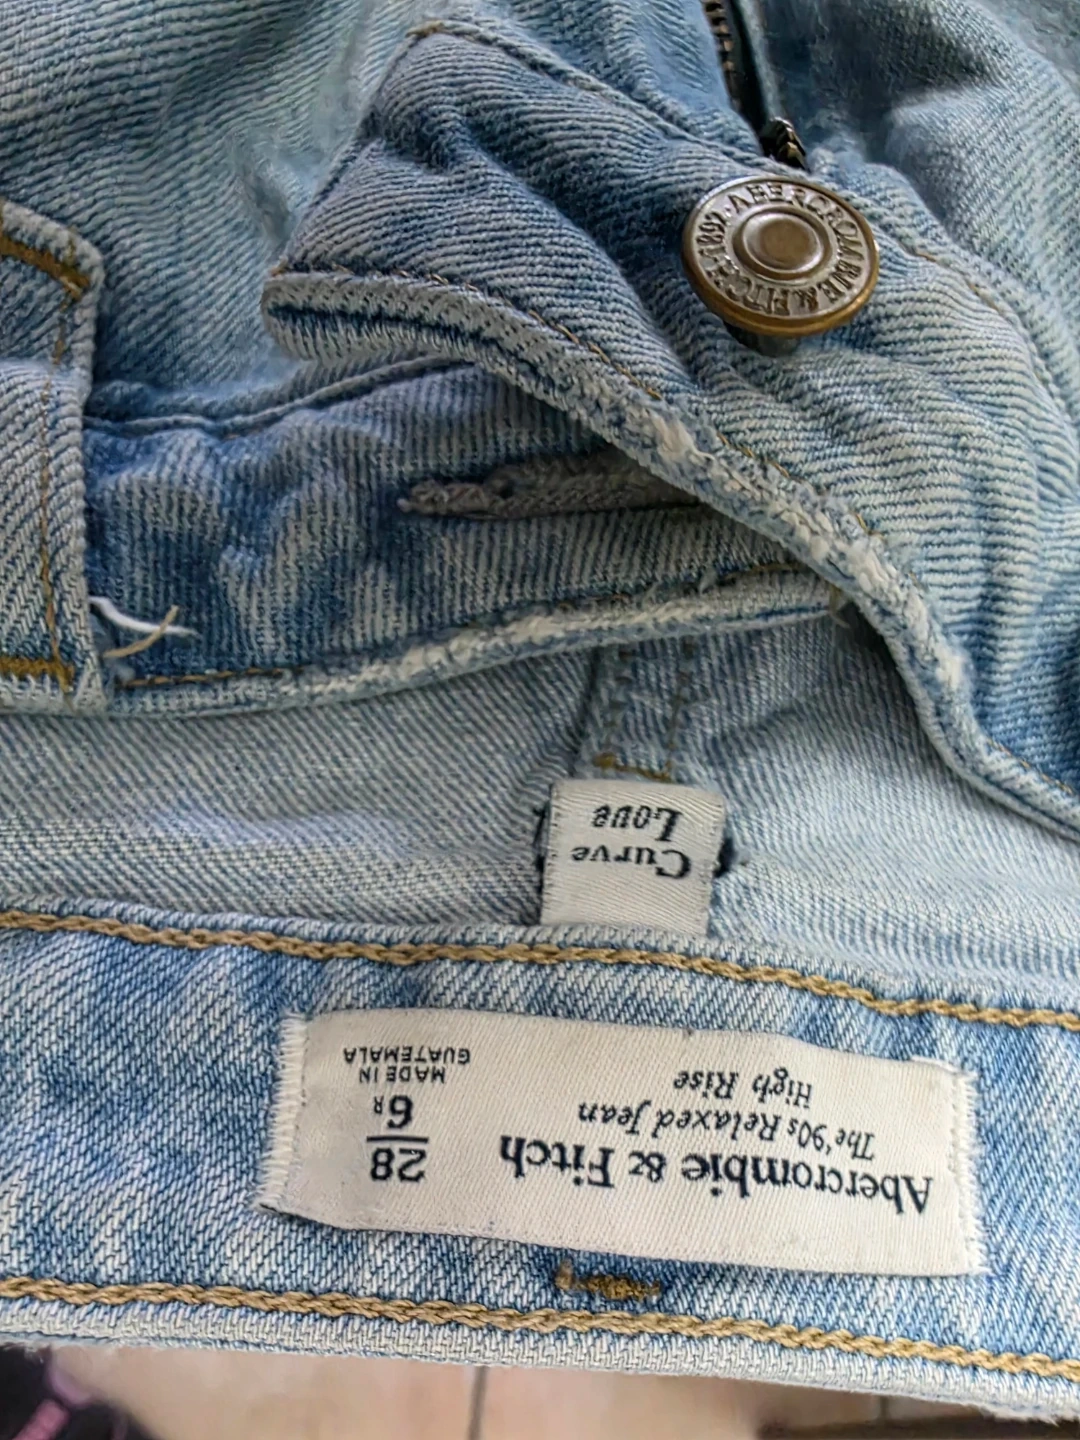 1892 · ABERCROMBIE & FITCH
Curve
Love
Abercrombie & Fitch
The '90s Relaxed Jean
High Rise
28
6R
MADE IN
GUATEMALA